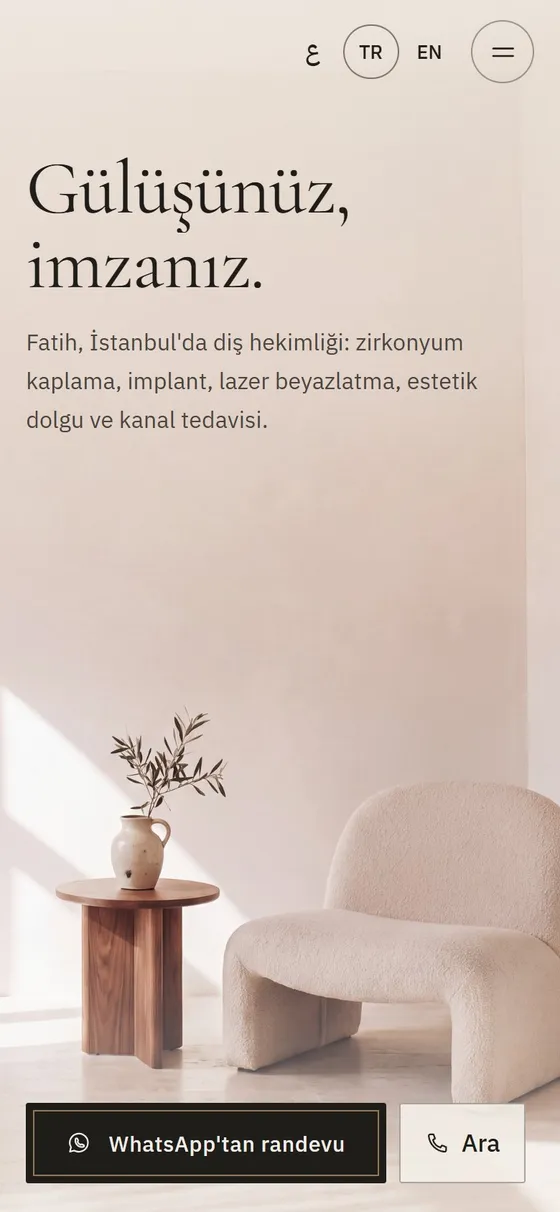 ع TR EN
Gülüşünüz,
imzanız.
Fatih, İstanbul'da diş hekimliği: zirkonyum
kaplama, implant, lazer beyazlatma, estetik
dolgu ve kanal tedavisi.
WhatsApp'tan randevu Ara